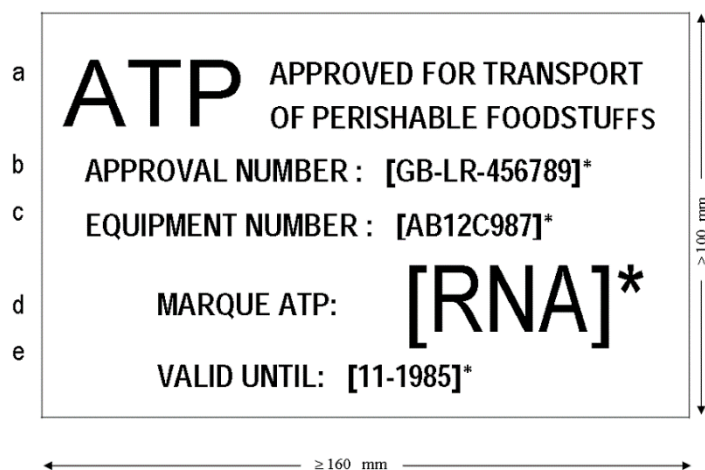 a ATP APPROVED FOR TRANSPORT
OF PERISHABLE FOODSTUFFS
b APPROVAL NUMBER : [GB-LR-456789]*
c EQUIPMENT NUMBER : [AB12C987]*
d MARQUE ATP: [RNA]*
e VALID UNTIL: [11-1985]*
≥100 mm
≥160 mm